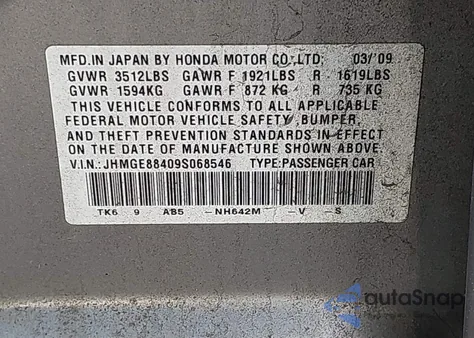 MFD.IN JAPAN BY HONDA MOTOR CO.,LTD; 03/'09
GVWR 3512LBS GAWR F 1921LBS R 1619LBS
GVWR 1594KG GAWR F 872 KG R 735 KG
THIS VEHICLE CONFORMS TO ALL APPLICABLE
FEDERAL MOTOR VEHICLE SAFETY ,BUMPER,
AND THEFT PREVENTION STANDARDS IN EFFECT
ON THE DATE OF MANUFACTURE SHOWN ABOVE.
V.I.N.: JHMGE88409S068546 TYPE:PASSENGER CAR
TK6 9 AB5 -NH642M -V -S
autoSnap